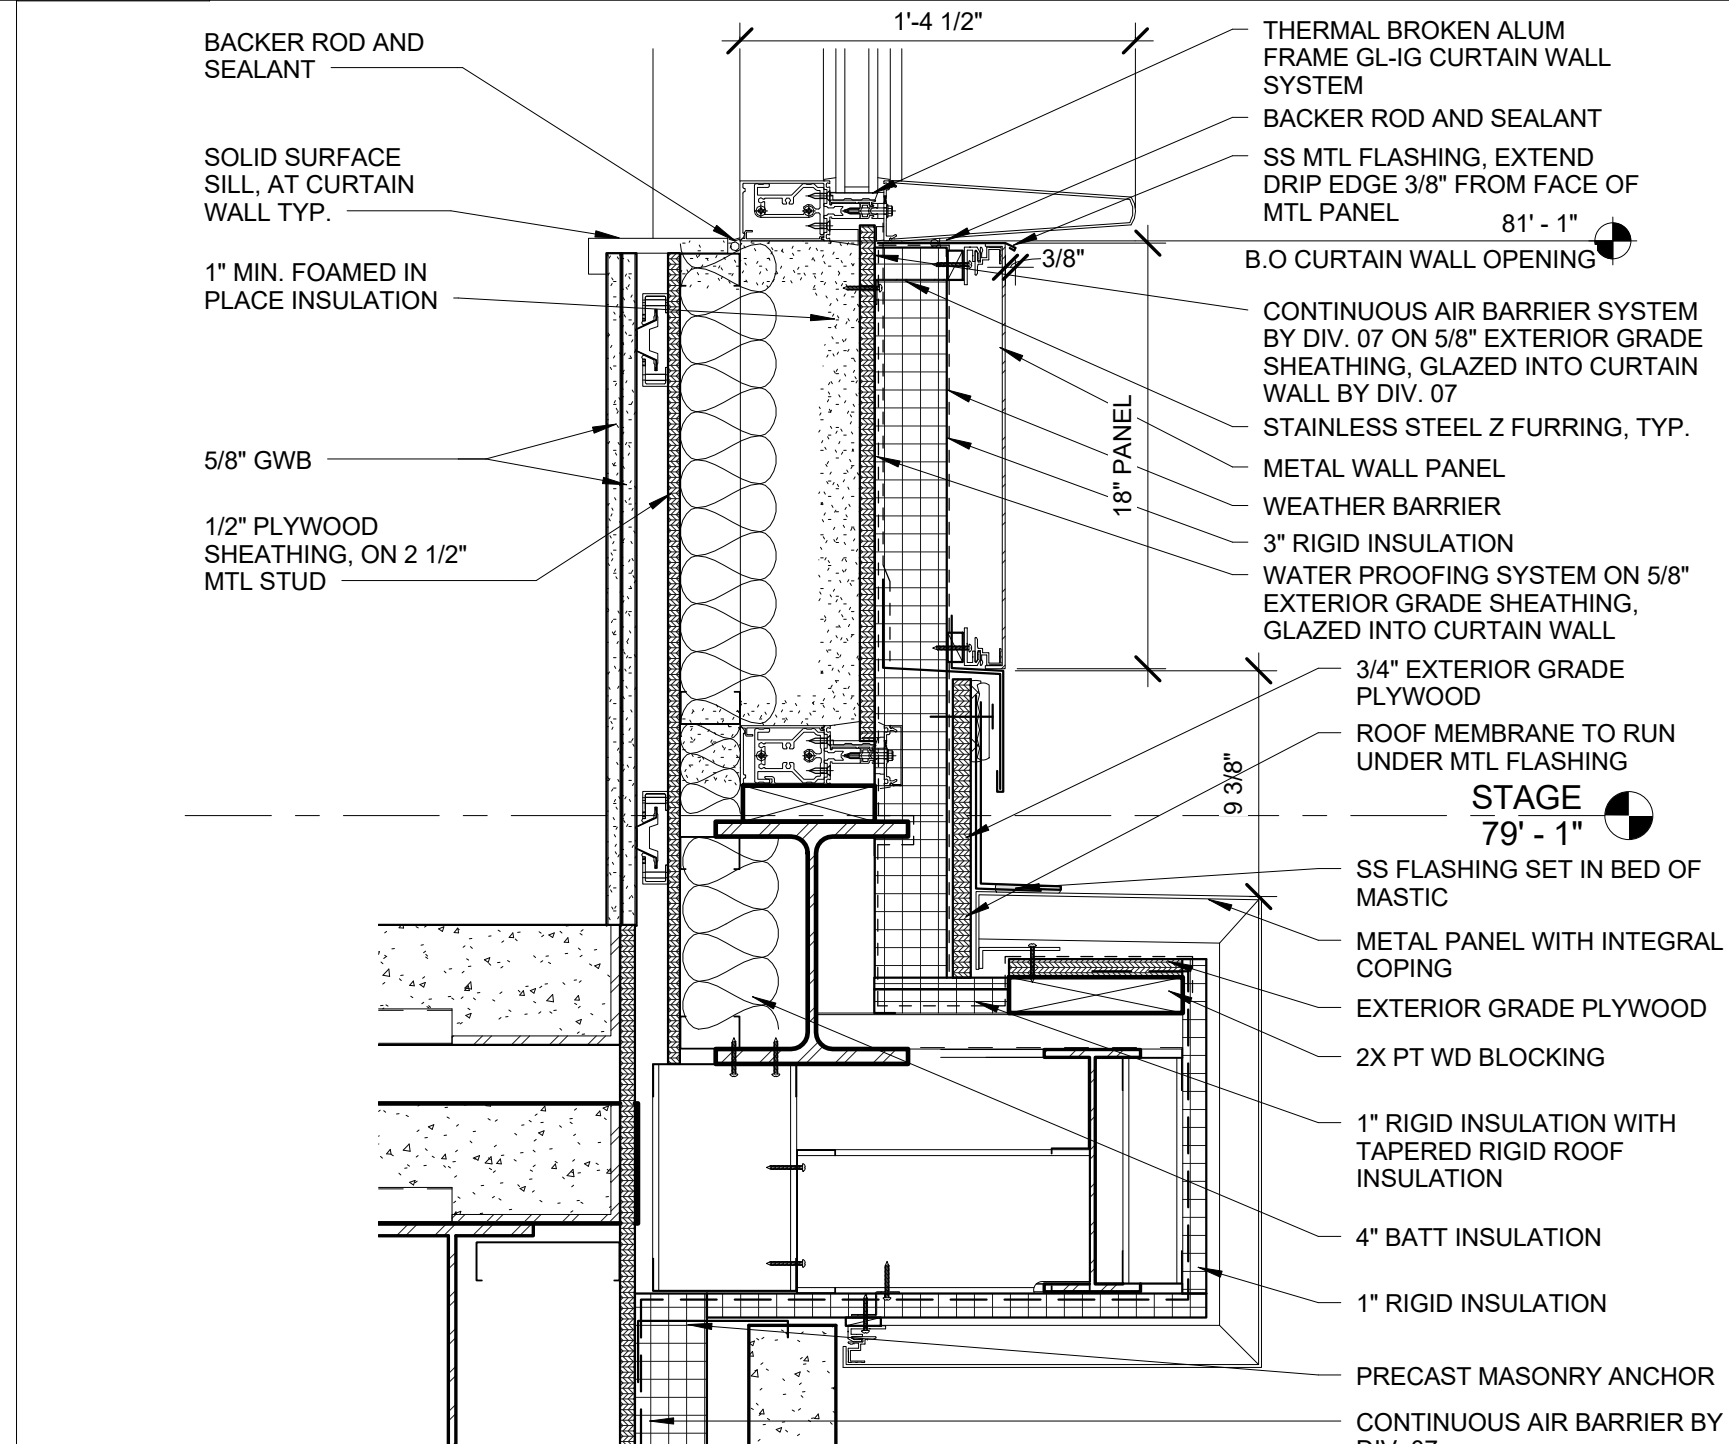 BACKER ROD AND
SEALANT
SOLID SURFACE
SILL, AT CURTAIN
WALL TYP.
1" MIN. FOAMED IN
PLACE INSULATION
5/8" GWB
1/2" PLYWOOD
SHEATHING, ON 2 1/2"
MTL STUD
1'-4 1/2"
3/8"
18" PANEL
9 3/8"
THERMAL BROKEN ALUM
FRAME GL-IG CURTAIN WALL
SYSTEM
BACKER ROD AND SEALANT
SS MTL FLASHING, EXTEND
DRIP EDGE 3/8" FROM FACE OF
MTL PANEL
81' - 1"
B.O CURTAIN WALL OPENING
CONTINUOUS AIR BARRIER SYSTEM
BY DIV. 07 ON 5/8" EXTERIOR GRADE
SHEATHING, GLAZED INTO CURTAIN
WALL BY DIV. 07
STAINLESS STEEL Z FURRING, TYP.
METAL WALL PANEL
WEATHER BARRIER
3" RIGID INSULATION
WATER PROOFING SYSTEM ON 5/8"
EXTERIOR GRADE SHEATHING,
GLAZED INTO CURTAIN WALL
3/4" EXTERIOR GRADE
PLYWOOD
ROOF MEMBRANE TO RUN
UNDER MTL FLASHING
STAGE
79' - 1"
SS FLASHING SET IN BED OF
MASTIC
METAL PANEL WITH INTEGRAL
COPING
EXTERIOR GRADE PLYWOOD
2X PT WD BLOCKING
1" RIGID INSULATION WITH
TAPERED RIGID ROOF
INSULATION
4" BATT INSULATION
1" RIGID INSULATION
PRECAST MASONRY ANCHOR
CONTINUOUS AIR BARRIER BY